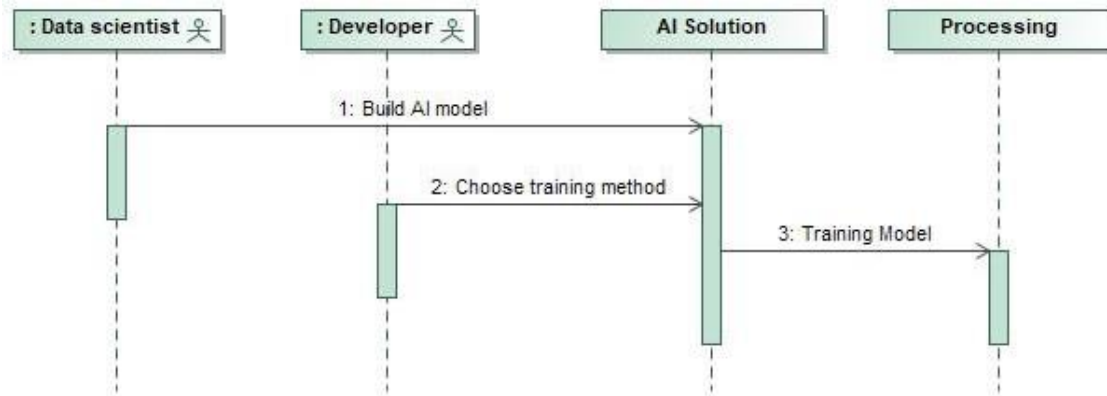 : Data scientist
: Developer
AI Solution
Processing
1: Build AI model
2: Choose training method
3: Training Model